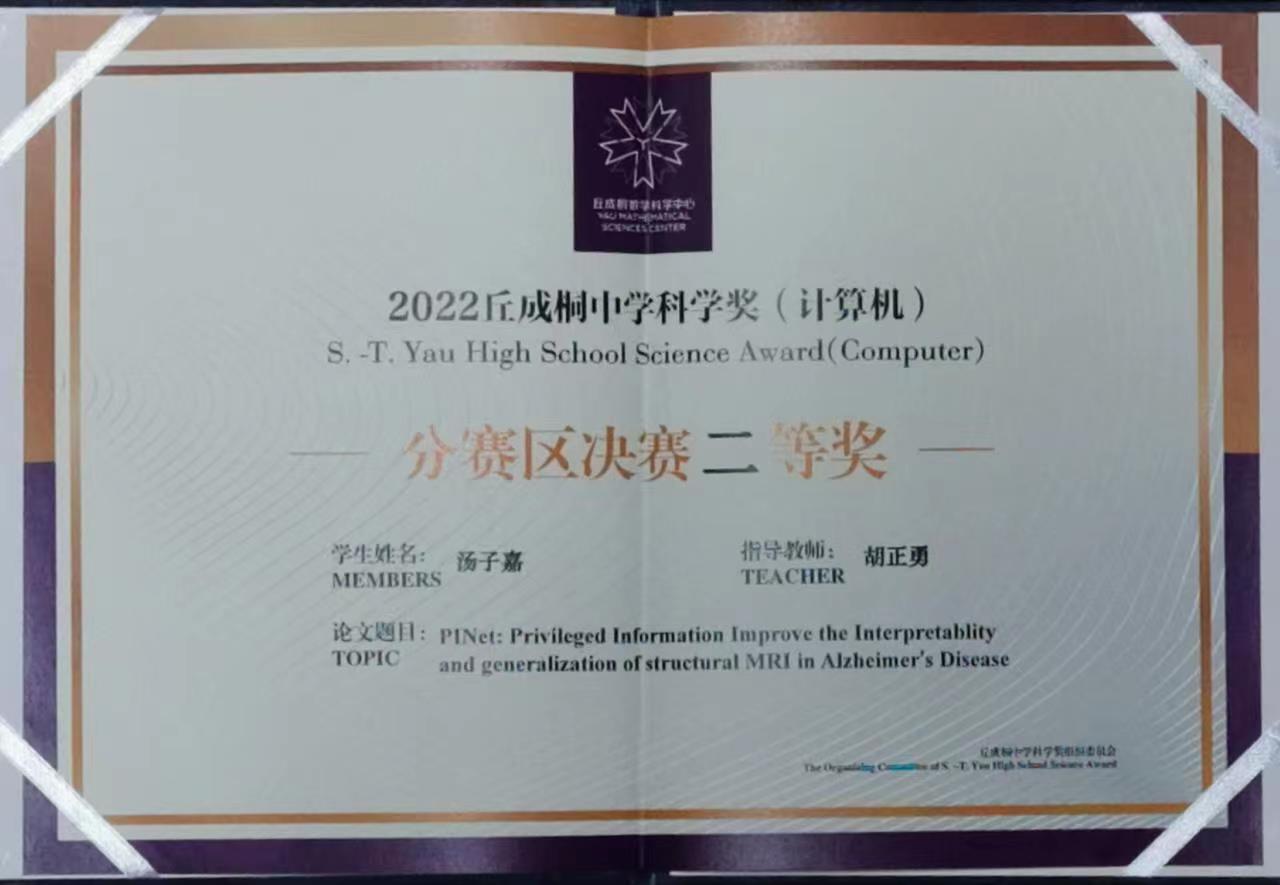 丘成桐数学科学中心
YAU MATHEMATICAL
SCIENCES CENTER
2022丘成桐中学科学奖（计算机）
S. -T. Yau High School Science Award(Computer)
分赛区决赛二等奖
学生姓名： 汤子嘉 指导教师： 胡正勇
MEMBERS TEACHER
论文题目： PINet: Privileged Information Improve the Interpretablity
TOPIC and generalization of structural MRI in Alzheimer's Disease
丘成桐中学科学奖组织委员会
The Organizing Committee of S. -T. Yau High School Science Award